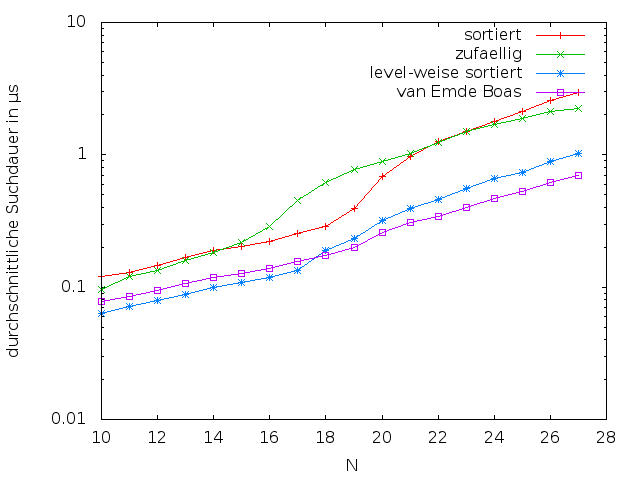 10
sortiert
zufaellig
level-weise sortiert
van Emde Boas
durchschnittliche Suchdauer in µs
1
0.1
0.01
10 12 14 16 18 20 22 24 26 28
N